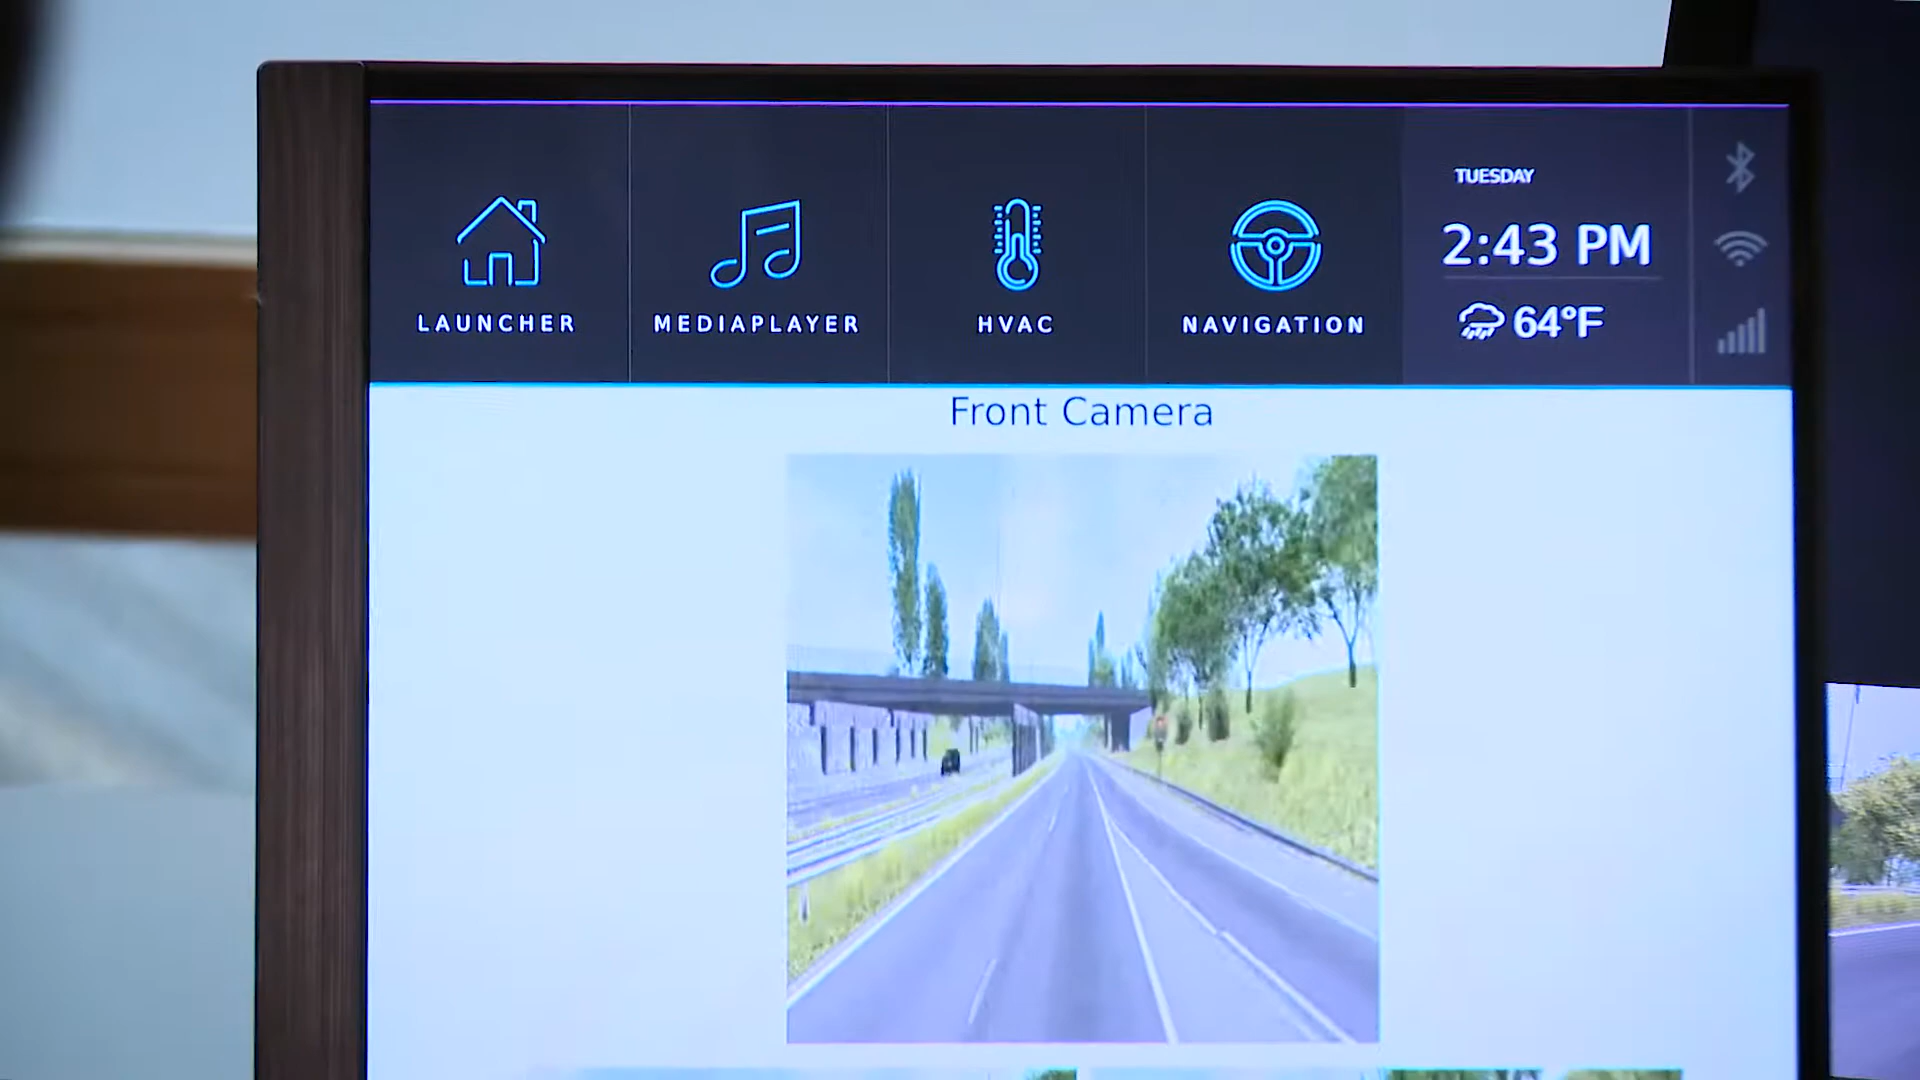 LAUNCHER
MEDIAPLAYER
HVAC
NAVIGATION
TUESDAY
2:43 PM
64°F
Front Camera